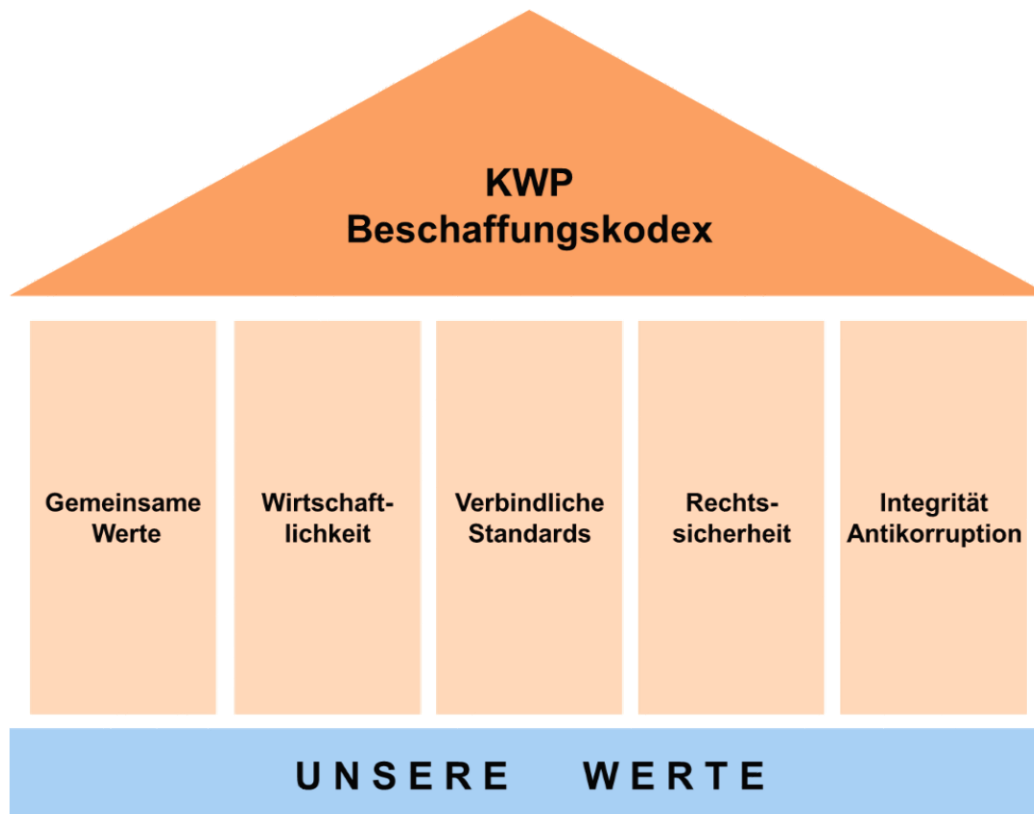 KWP
Beschaffungskodex
Gemeinsame
Werte
Wirtschaft-
lichkeit
Verbindliche
Standards
Rechts-
sicherheit
Integrität
Antikorruption
UNSERE WERTE